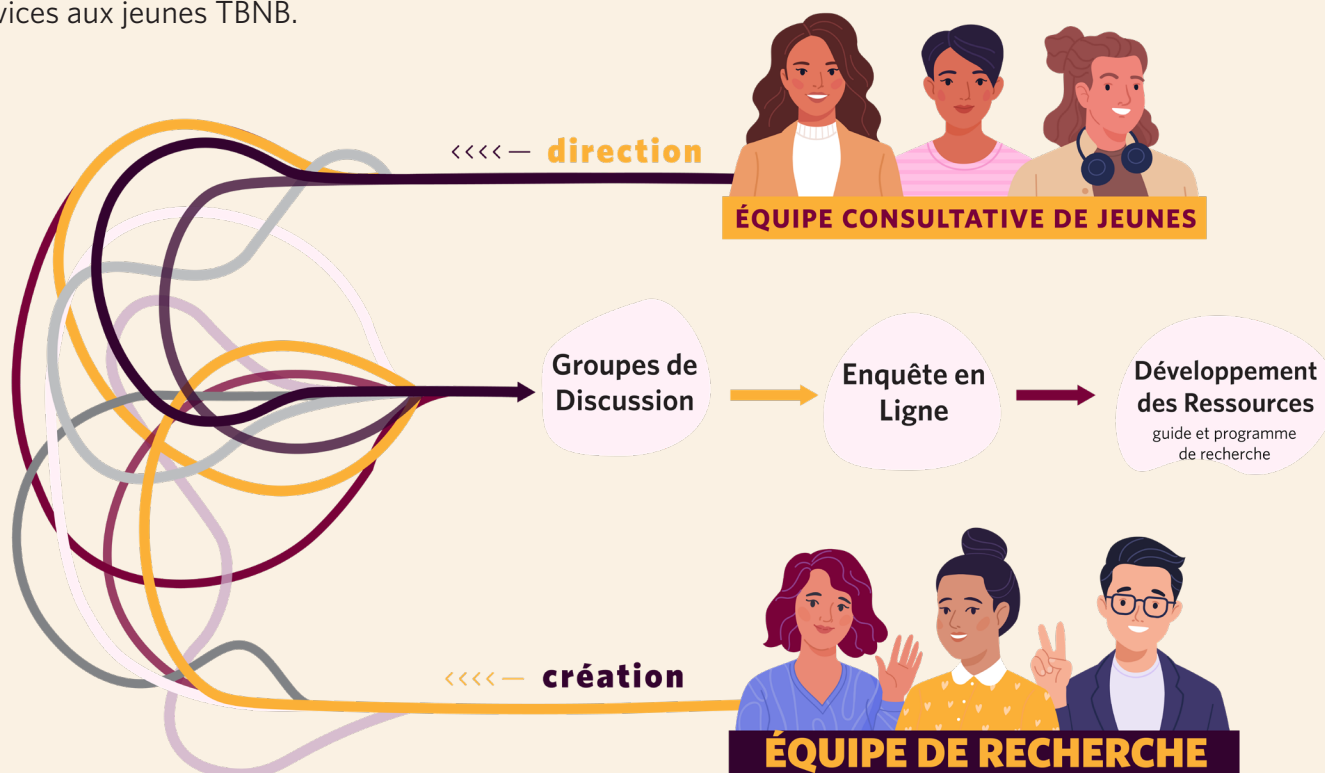 aux jeunes TBNB.
<<<<— direction
ÉQUIPE CONSULTATIVE DE JEUNES
Groupes de
Discussion
Enquête en
Ligne
Développement
des Ressources
guide et programme
de recherche
<<<<— création
ÉQUIPE DE RECHERCHE